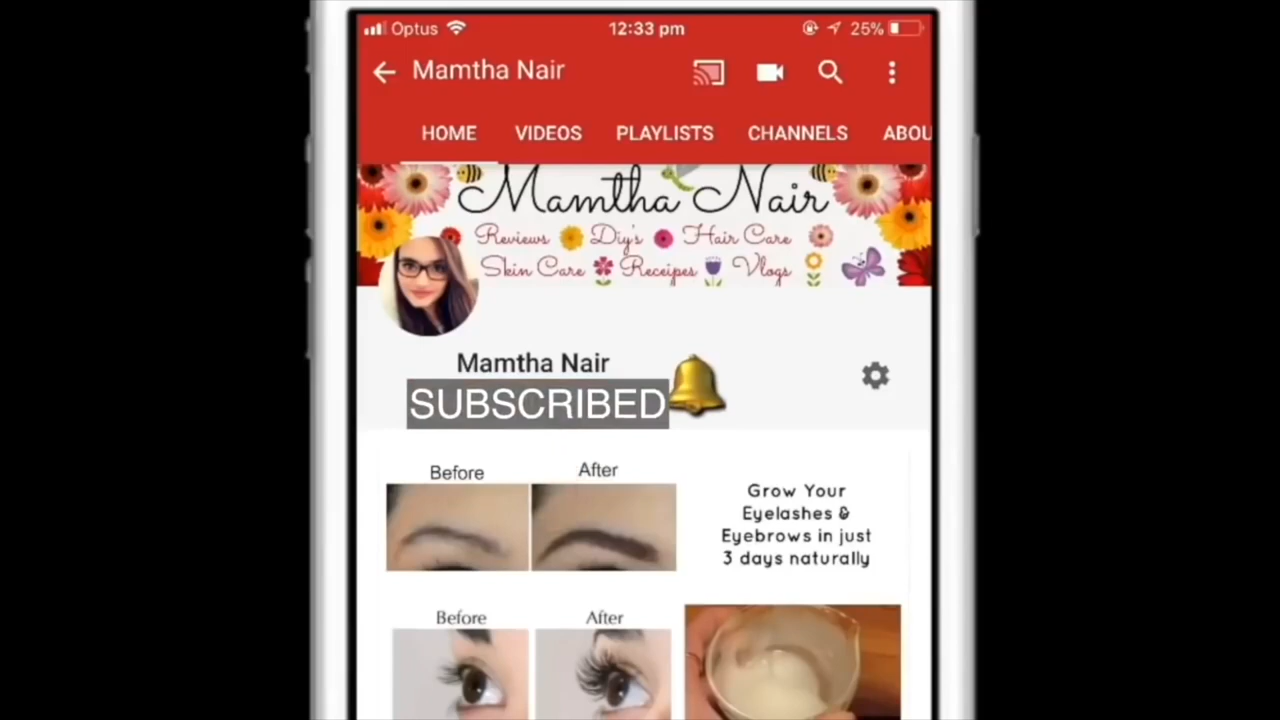 Optus 12:33 pm 25%
Mamtha Nair
HOME VIDEOS PLAYLISTS CHANNELS ABOU
Mamtha Nair
Reviews Diy's Hair Care
Skin Care Receipes Vlogs
Mamtha Nair
SUBSCRIBED
Before After
Grow Your
Eyelashes &
Eyebrows in just
3 days naturally
Before After